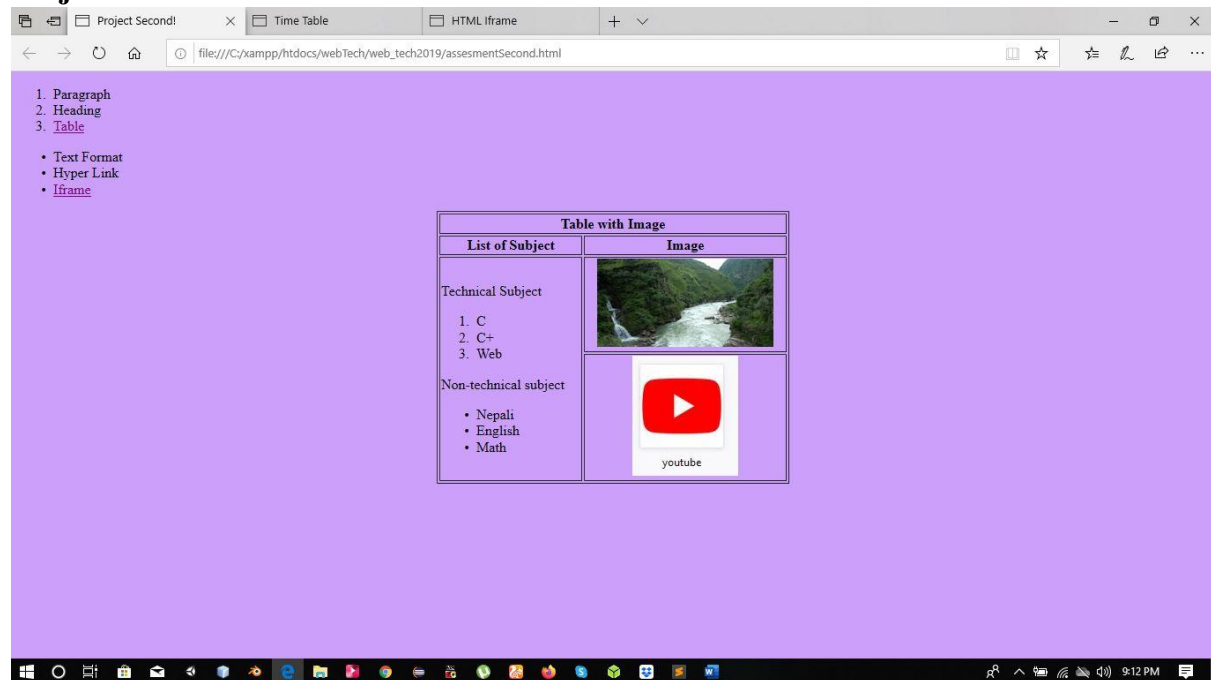 Project Second!
Time Table
HTML Iframe
file:///C:/xampp/htdocs/webTech/web_tech2019/assesmentSecond.html
1. Paragraph
2. Heading
3. Table
• Text Format
• Hyper Link
• Iframe
Table with Image
List of Subject
Image
Technical Subject
1. C
2. C+
3. Web
Non-technical subject
• Nepali
• English
• Math
youtube
9:12 PM